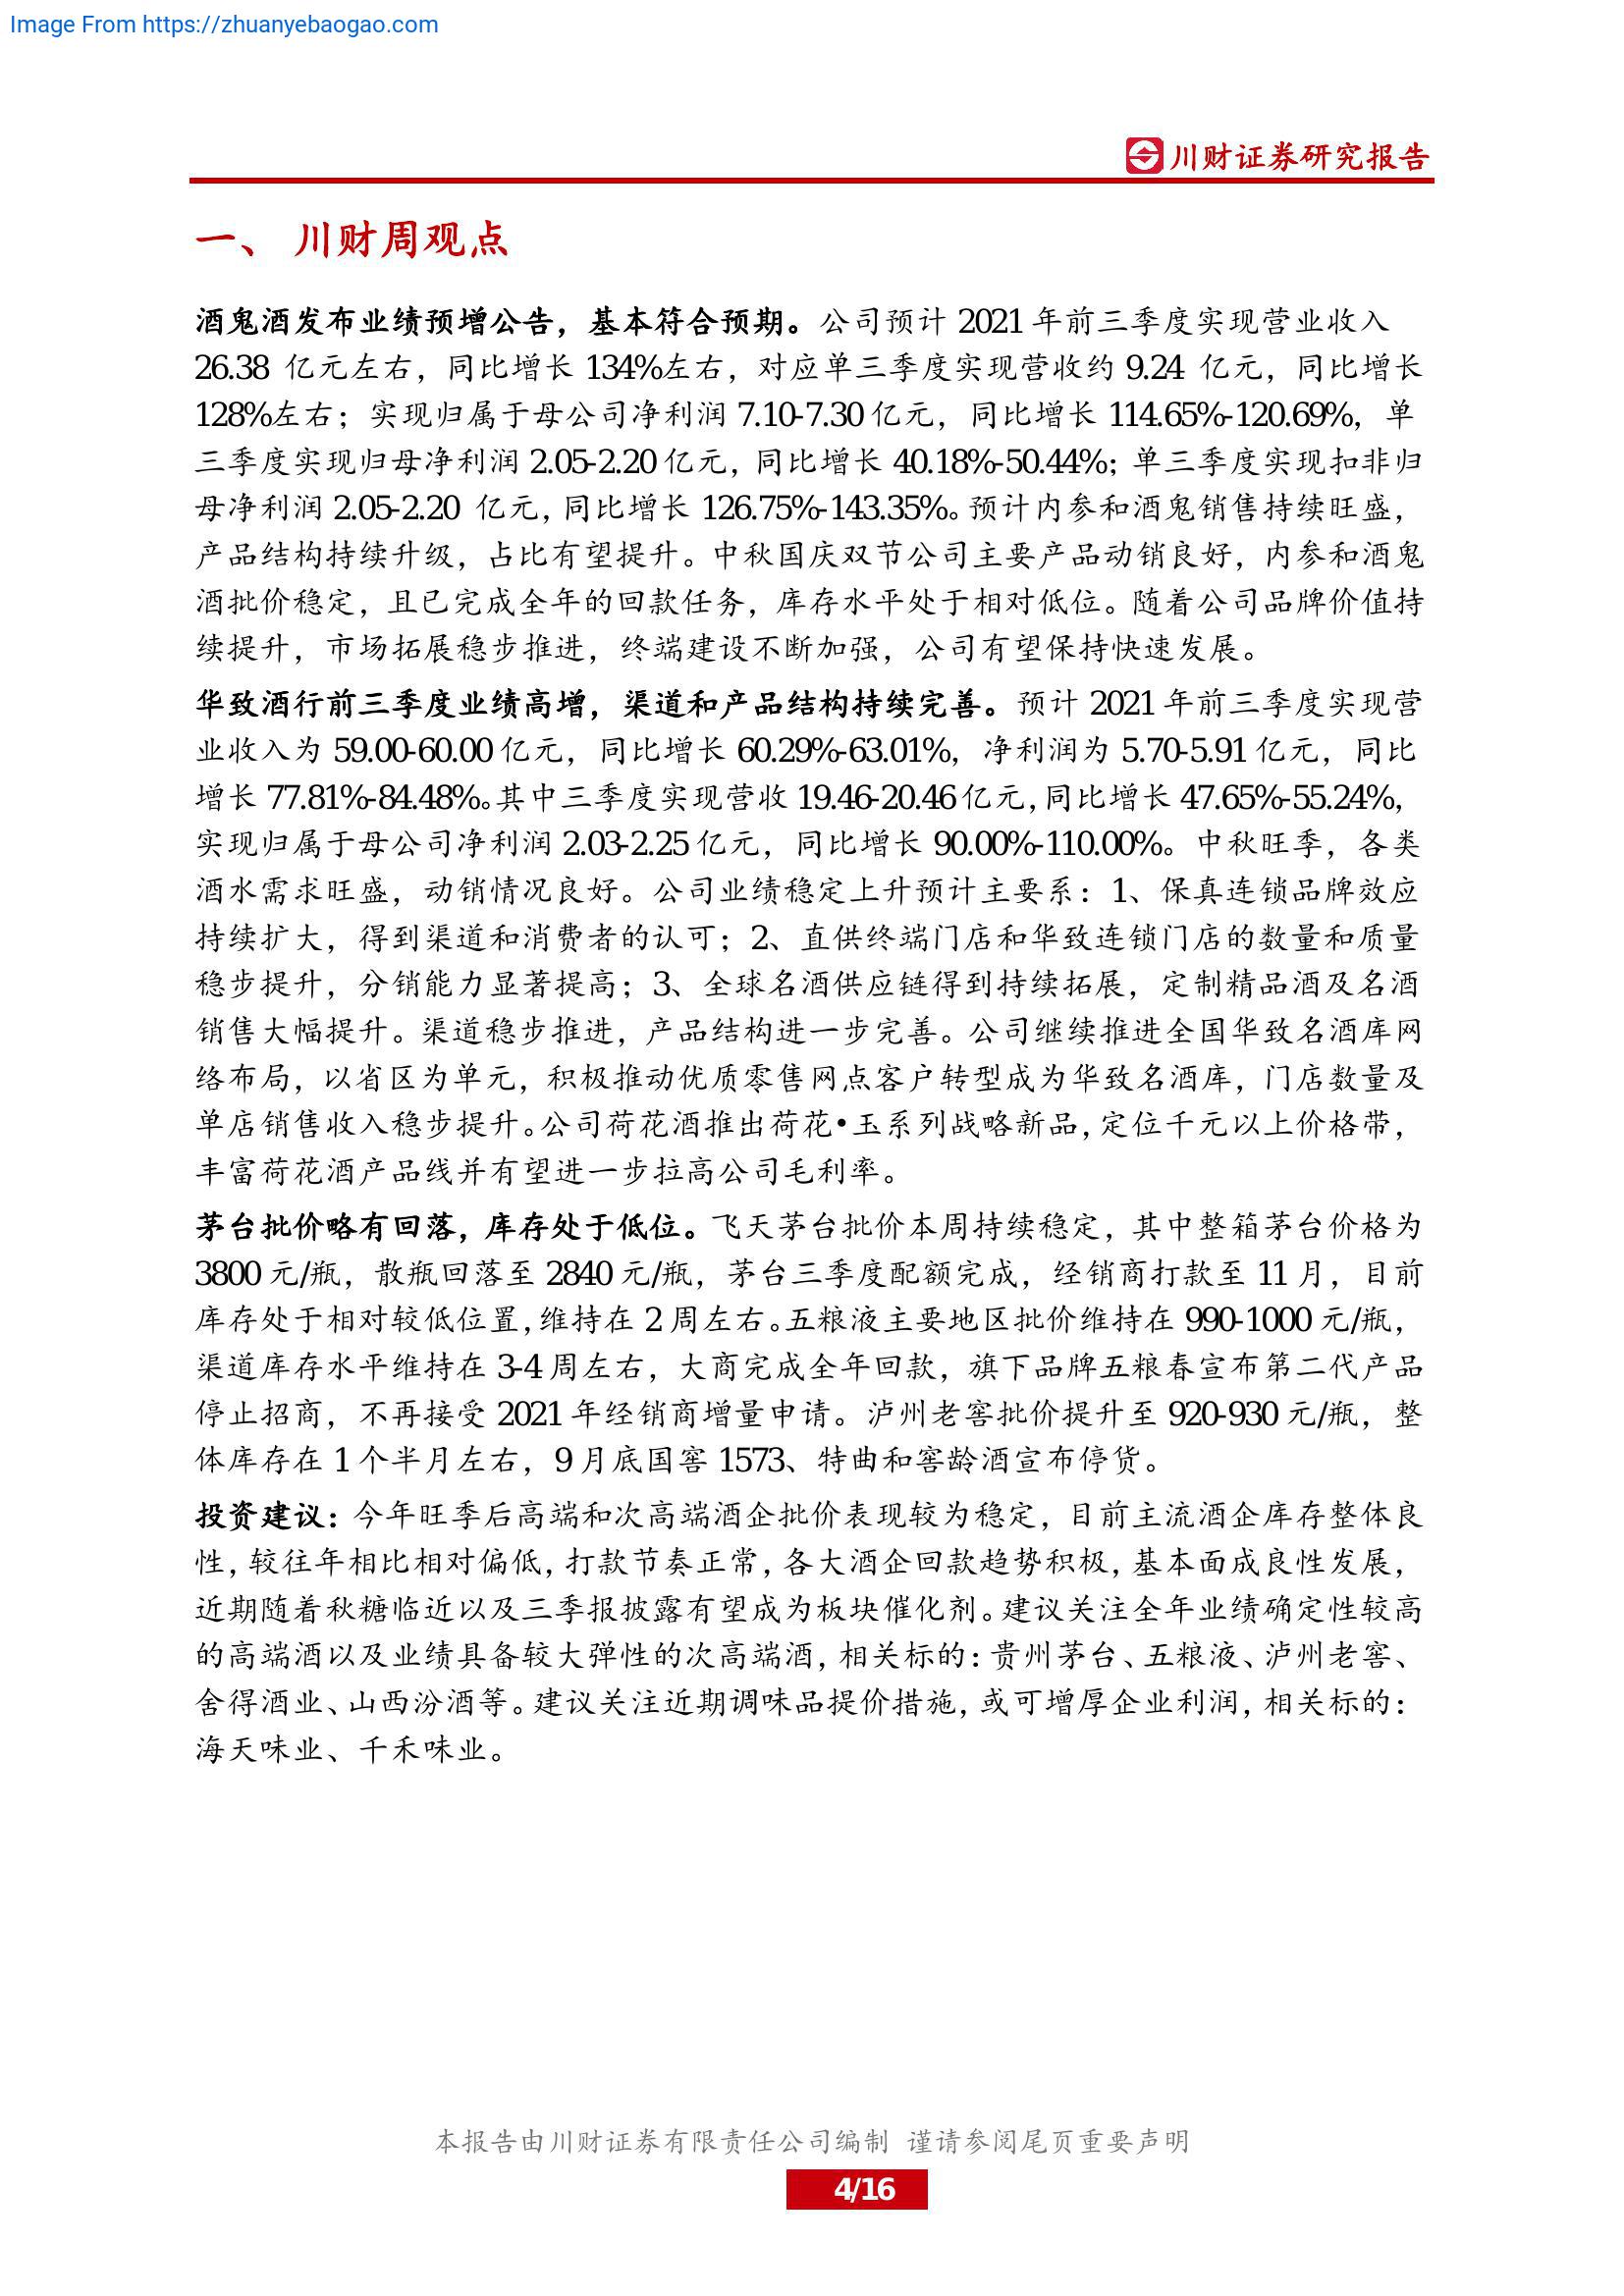 Image From https://zhuanyebaogao.com
川财证券研究报告
一、 川财周观点
酒鬼酒发布业绩预增公告，基本符合预期。公司预计 2021 年前三季度实现营业收入
26.38 亿元左右，同比增长 134%左右，对应单三季度实现营收约 9.24 亿元，同比增长
128%左右；实现归属于母公司净利润 7.10-7.30 亿元，同比增长 114.65%-120.69%，单
三季度实现归母净利润 2.05-2.20 亿元，同比增长 40.18%-50.44%；单三季度实现扣非归
母净利润 2.05-2.20 亿元，同比增长 126.75%-143.35%。预计内参和酒鬼销售持续旺盛，
产品结构持续升级，占比有望提升。中秋国庆双节公司主要产品动销良好，内参和酒鬼
酒批价稳定，且已完成全年的回款任务，库存水平处于相对低位。随着公司品牌价值持
续提升，市场拓展稳步推进，终端建设不断加强，公司有望保持快速发展。
华致酒行前三季度业绩高增，渠道和产品结构持续完善。预计 2021 年前三季度实现营
业收入为 59.00-60.00 亿元，同比增长 60.29%-63.01%，净利润为 5.70-5.91 亿元，同比
增长 77.81%-84.48%。其中三季度实现营收 19.46-20.46 亿元，同比增长 47.65%-55.24%，
实现归属于母公司净利润 2.03-2.25 亿元，同比增长 90.00%-110.00%。中秋旺季，各类
酒水需求旺盛，动销情况良好。公司业绩稳定上升预计主要系：1、保真连锁品牌效应
持续扩大，得到渠道和消费者的认可；2、直供终端门店和华致连锁门店的数量和质量
稳步提升，分销能力显著提高；3、全球名酒供应链得到持续拓展，定制精品酒及名酒
销售大幅提升。渠道稳步推进，产品结构进一步完善。公司继续推进全国华致名酒库网
络布局，以省区为单元，积极推动优质零售网点客户转型成为华致名酒库，门店数量及
单店销售收入稳步提升。公司荷花酒推出荷花•玉系列战略新品，定位千元以上价格带，
丰富荷花酒产品线并有望进一步拉高公司毛利率。
茅台批价略有回落，库存处于低位。飞天茅台批价本周持续稳定，其中整箱茅台价格为
3800 元/瓶，散瓶回落至 2840 元/瓶，茅台三季度配额完成，经销商打款至 11 月，目前
库存处于相对较低位置，维持在 2 周左右。五粮液主要地区批价维持在 990-1000 元/瓶，
渠道库存水平维持在 3-4 周左右，大商完成全年回款，旗下品牌五粮春宣布第二代产品
停止招商，不再接受 2021 年经销商增量申请。泸州老窖批价提升至 920-930 元/瓶，整
体库存在 1 个半月左右，9 月底国窖 1573、特曲和窖龄酒宣布停货。
投资建议：今年旺季后高端和次高端酒企批价表现较为稳定，目前主流酒企库存整体良
性，较往年相比相对偏低，打款节奏正常，各大酒企回款趋势积极，基本面成良性发展，
近期随着秋糖临近以及三季报披露有望成为板块催化剂。建议关注全年业绩确定性较高
的高端酒以及业绩具备较大弹性的次高端酒，相关标的：贵州茅台、五粮液、泸州老窖、
舍得酒业、山西汾酒等。建议关注近期调味品提价措施，或可增厚企业利润，相关标的：
海天味业、千禾味业。
本报告由川财证券有限责任公司编制 谨请参阅尾页重要声明
4/16